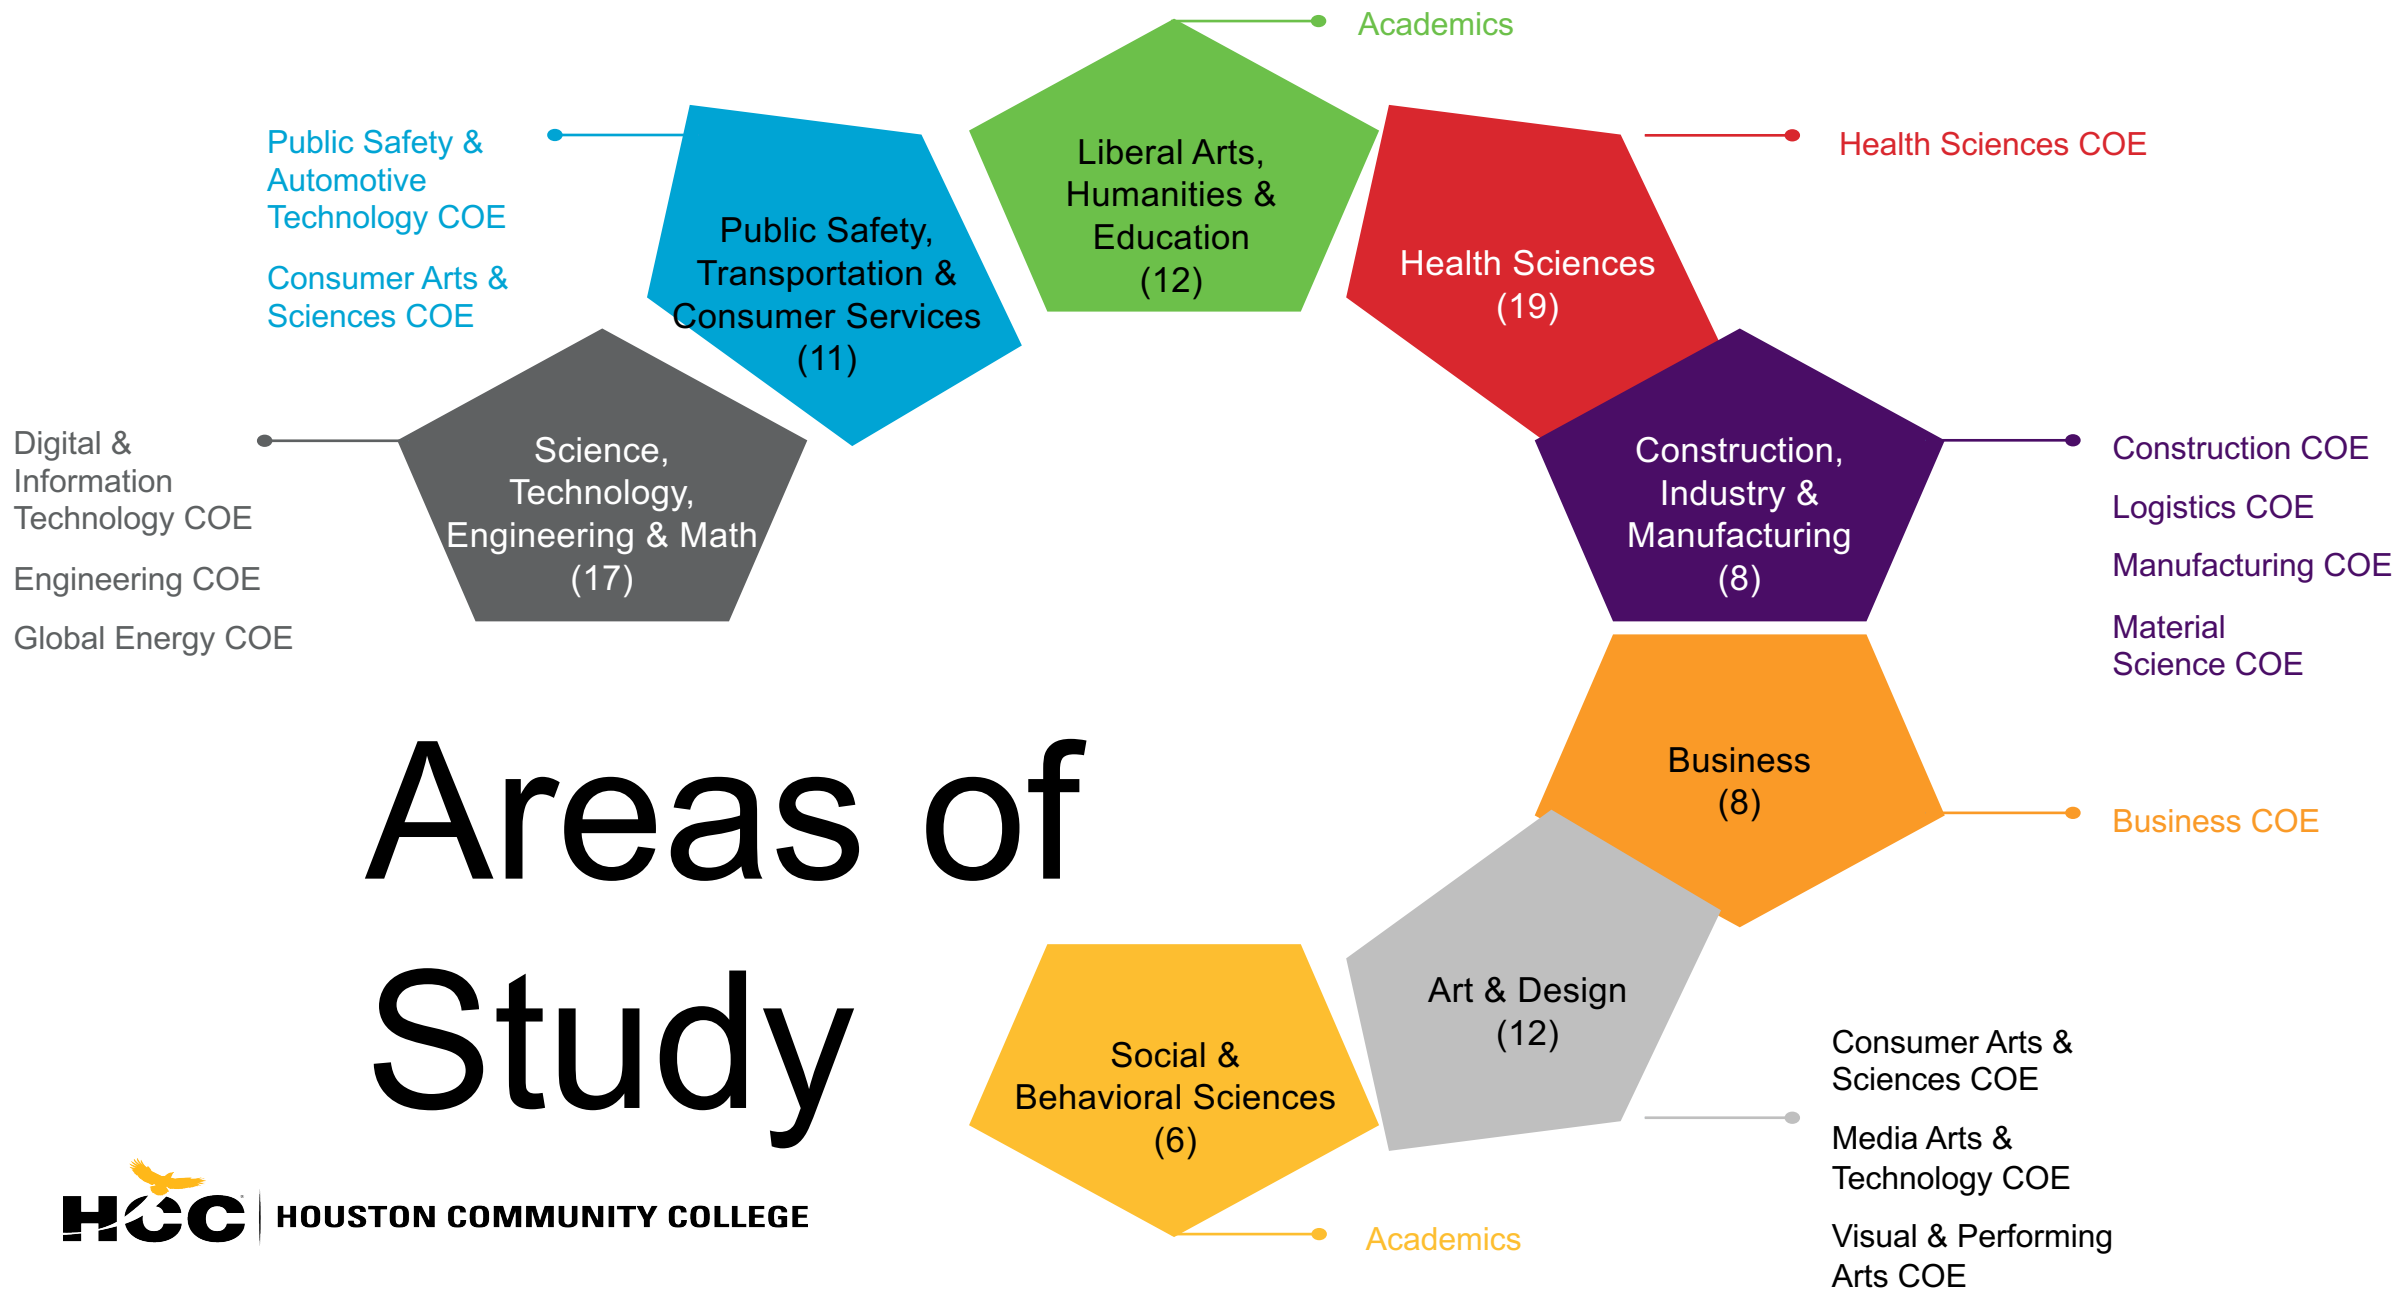 Academics
Liberal Arts,
Humanities &
Education
(12)
Public Safety &
Automotive
Technology COE
Consumer Arts &
Sciences COE
Public Safety,
Transportation &
Consumer Services
(11)
Health Sciences
(19)
Health Sciences COE
Digital &
Information
Technology COE
Engineering COE
Global Energy COE
Science,
Technology,
Engineering & Math
(17)
Construction,
Industry &
Manufacturing
(8)
Construction COE
Logistics COE
Manufacturing COE
Material
Science COE
Business
(8)
Business COE
Areas of
Study
Art & Design
(12)
Consumer Arts &
Sciences COE
Media Arts &
Technology COE
Visual & Performing
Arts COE
Social &
Behavioral Sciences
(6)
Academics
HCC
HOUSTON COMMUNITY COLLEGE